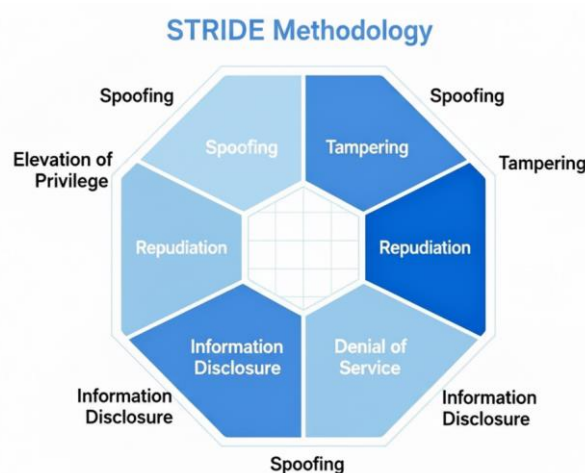 STRIDE Methodology
Spoofing
Spoofing
Spoofing
Tampering
Elevation of
Privilege
Tampering
Repudiation
Repudiation
Information
Disclosure
Denial of
Service
Information
Disclosure
Information
Disclosure
Spoofing